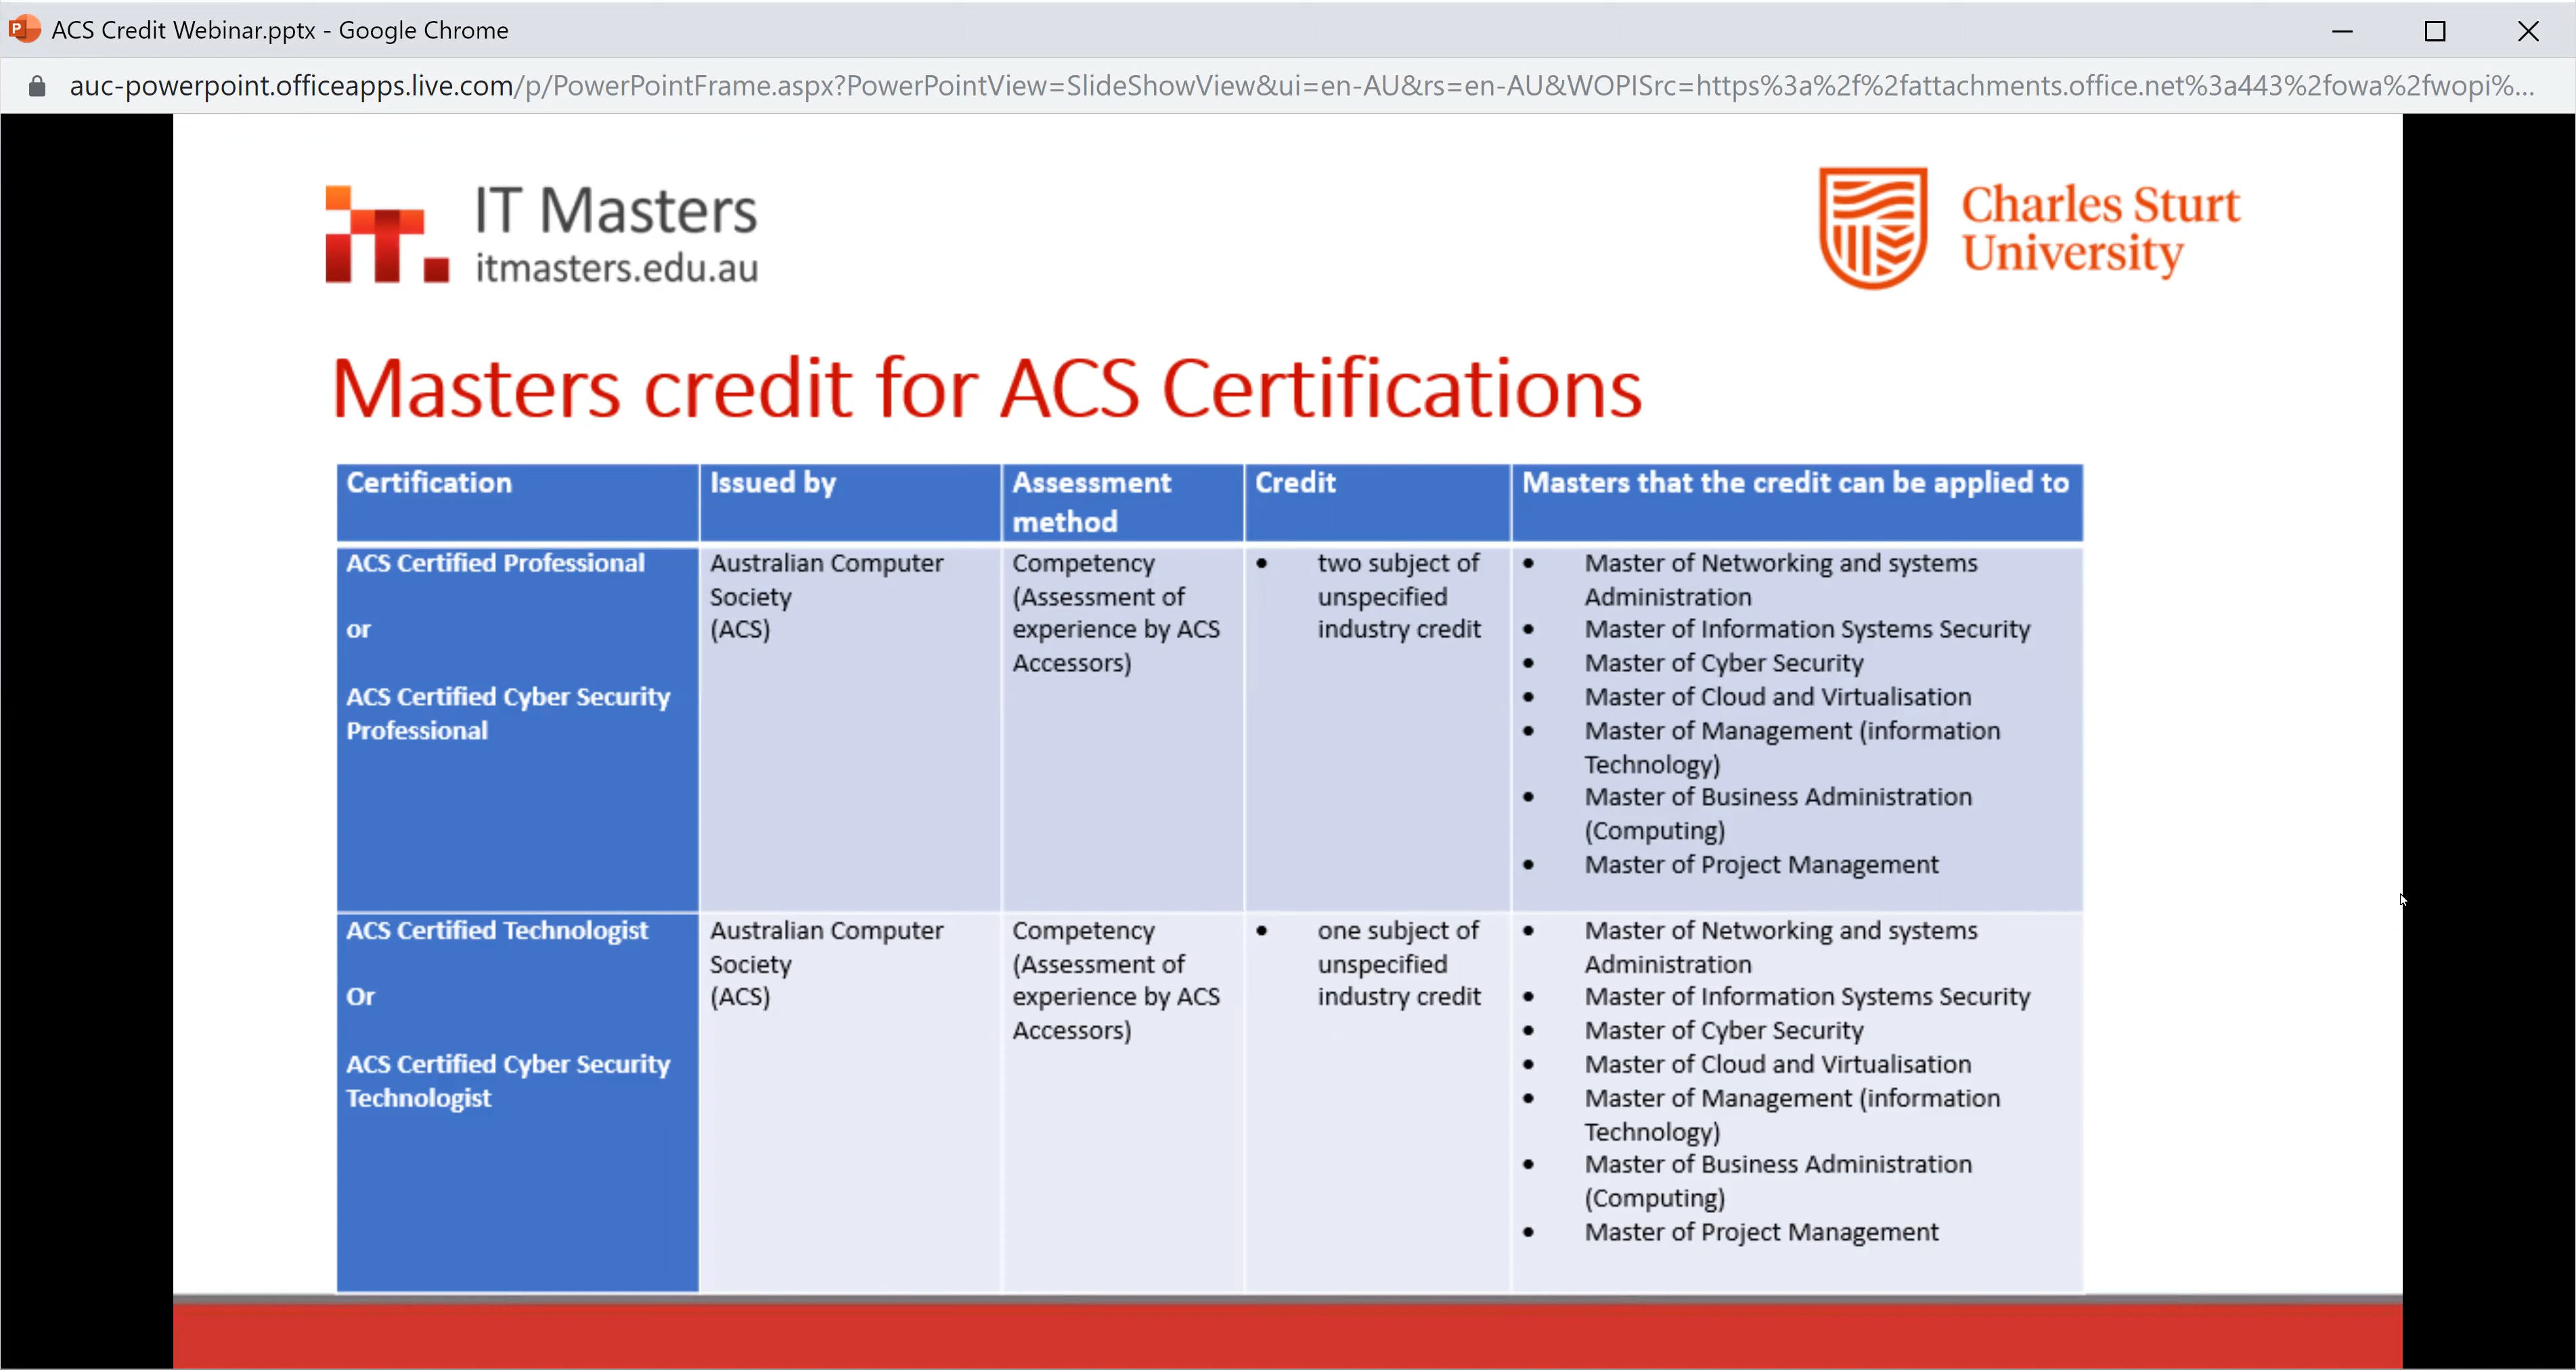 ACS Credit Webinar.pptx - Google Chrome
auc-powerpoint.officeapps.live.com/p/PowerPointFrame.aspx?PowerPointView=SlideShowView&ui=en-AU&rs=en-AU&WOPISrc=https%3a%2f%2fattachments.office.net%3a443%2fowa%2fwopi%...
it.
IT Masters
itmasters.edu.au
Charles Sturt
University
Masters credit for ACS Certifications
Certification
Issued by
Assessment
method
Credit
Masters that the credit can be applied to
ACS Certified Professional
or
ACS Certified Cyber Security
Professional
Australian Computer
Society
(ACS)
Competency
(Assessment of
experience by ACS
Accessors)
• two subject of
unspecified
industry credit
• Master of Networking and systems
Administration
• Master of Information Systems Security
• Master of Cyber Security
• Master of Cloud and Virtualisation
• Master of Management (information
Technology)
• Master of Business Administration
(Computing)
• Master of Project Management
ACS Certified Technologist
Or
ACS Certified Cyber Security
Technologist
Australian Computer
Society
(ACS)
Competency
(Assessment of
experience by ACS
Accessors)
• one subject of
unspecified
industry credit
• Master of Networking and systems
Administration
• Master of Information Systems Security
• Master of Cyber Security
• Master of Cloud and Virtualisation
• Master of Management (information
Technology)
• Master of Business Administration
(Computing)
• Master of Project Management